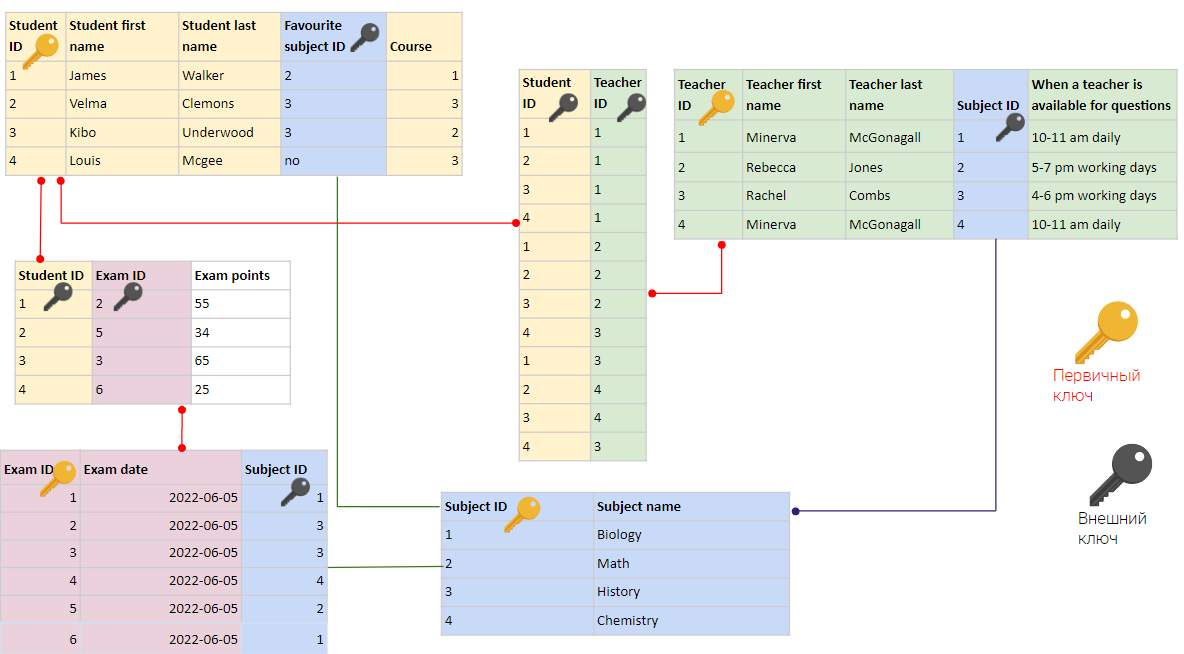 Student ID Student first name Student last name Favourite subject ID Course
1 James Walker 2 1
2 Velma Clemons 3 3
3 Kibo Underwood 3 2
4 Louis Mcgee no 3
Student ID Teacher ID
1 1
2 1
3 1
4 1
1 2
2 2
3 2
4 3
1 3
2 4
3 4
4 3
Teacher ID Teacher first name Teacher last name Subject ID When a teacher is available for questions
1 Minerva McGonagall 1 10-11 am daily
2 Rebecca Jones 2 5-7 pm working days
3 Rachel Combs 3 4-6 pm working days
4 Minerva McGonagall 4 10-11 am daily
Student ID Exam ID Exam points
1 2 55
2 5 34
3 3 65
4 6 25
Первичный
ключ
Внешний
ключ
Exam ID Exam date Subject ID
1 2022-06-05 1
2 2022-06-05 3
3 2022-06-05 3
4 2022-06-05 4
5 2022-06-05 2
6 2022-06-05 1
Subject ID Subject name
1 Biology
2 Math
3 History
4 Chemistry